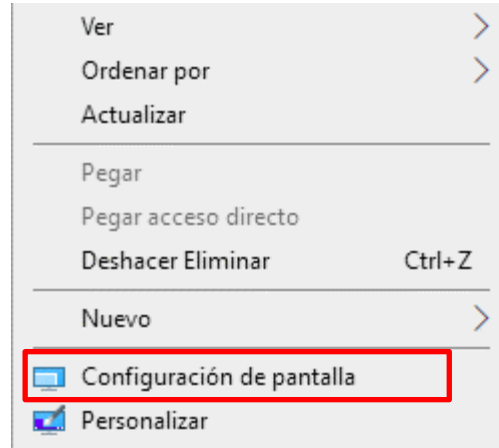 Ver
Ordenar por
Actualizar
Pegar
Pegar acceso directo
Deshacer Eliminar Ctrl+Z
Nuevo
Configuración de pantalla
Personalizar